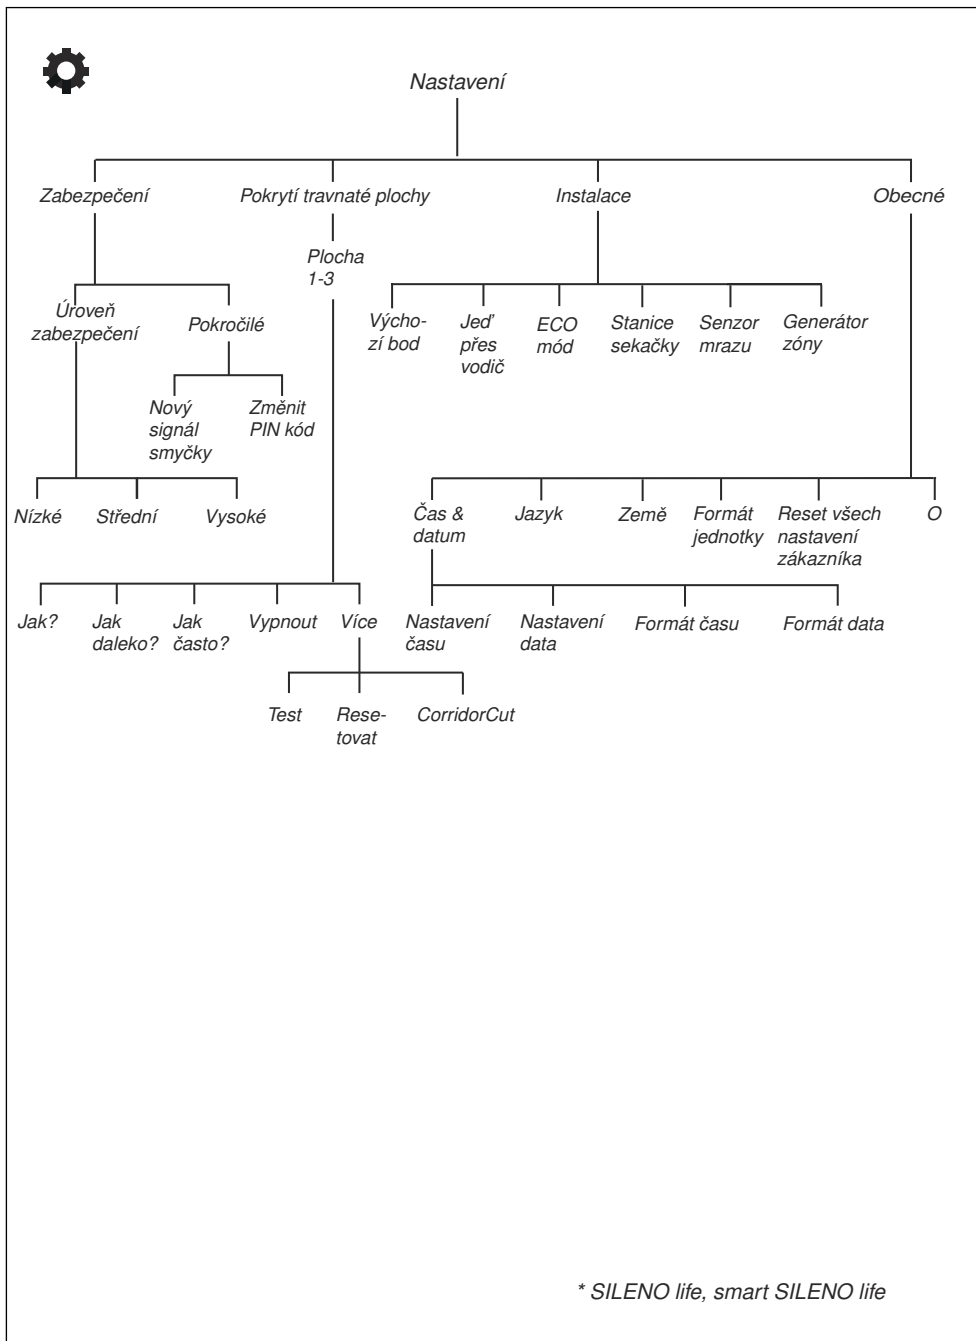 Nastavení
Zabezpečení
Pokrytí travnaté plochy
Instalace
Obecné
Plocha
1-3
Úroveň
zabezpečení
Pokročilé
Výcho-
zí bod
Jeď
přes
vodič
ECO
mód
Stanice
sekačky
Senzor
mrazu
Generátor
zóny
Nový
signál
smyčky
Změnit
PIN kód
Nízké
Střední
Vysoké
Čas &
datum
Jazyk
Země
Formát
jednotky
Reset všech
nastavení
zákazníka
O
Jak?
Jak
daleko?
Jak
často?
Vypnout
Více
Nastavení
času
Nastavení
data
Formát času
Formát data
Test
Rese-
tovat
CorridorCut
* SILENO life, smart SILENO life